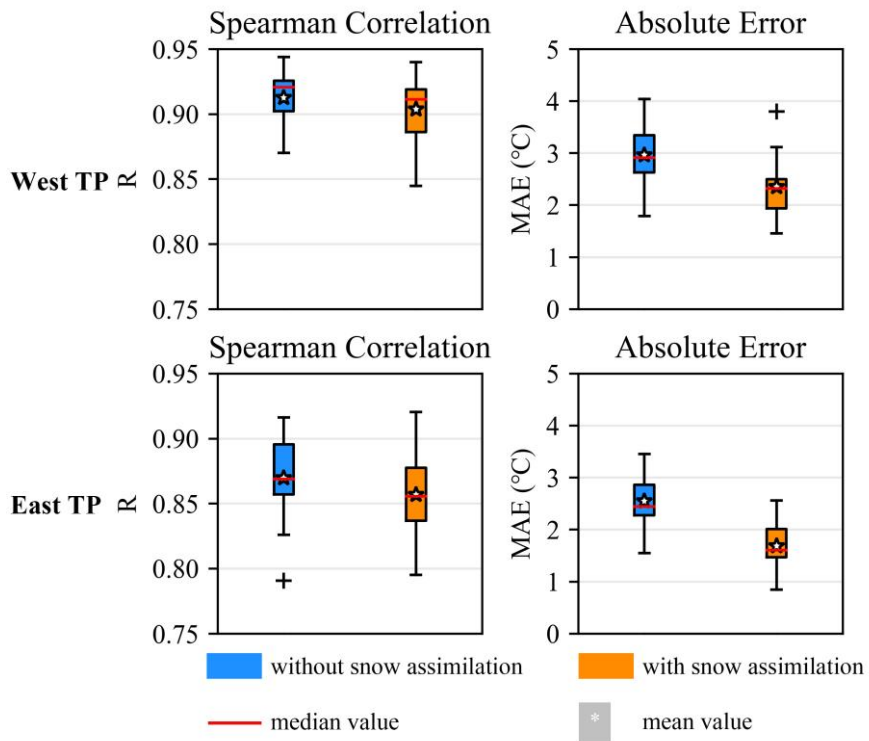 Spearman Correlation
Absolute Error
0.95
0.90
0.85
0.80
0.75
R
West TP
5
4
3
2
1
0
MAE (°C)
Spearman Correlation
Absolute Error
0.95
0.90
0.85
0.80
0.75
R
East TP
5
4
3
2
1
0
MAE (°C)
without snow assimilation
with snow assimilation
median value
* mean value